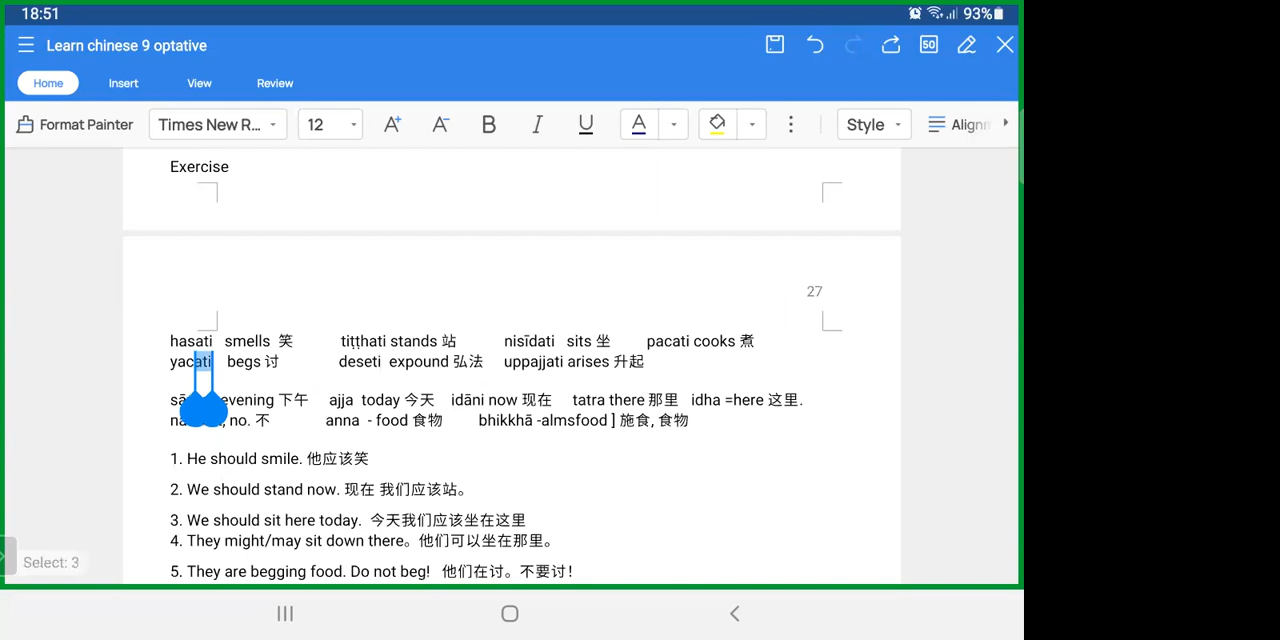 18:51 93%
Learn chinese 9 optative 50
Home Insert View Review
Format Painter Times New R... 12 A+ A- B I U A Style Alignm
Exercise
27
hasati smells 笑 tiṭṭhati stands 站 nisīdati sits 坐 pacati cooks 煮
yacati begs 讨 deseti expound 弘法 uppajjati arises 升起
evening 下午 ajja today 今天 idāni now 现在 tatra there 那里 idha =here 这里.
no. 不 anna - food 食物 bhikkhā -almsfood ] 施食, 食物
1. He should smile. 他应该笑
2. We should stand now. 现在 我们应该站。
3. We should sit here today. 今天我们应该坐在这里
4. They might/may sit down there。他们可以坐在那里。
5. They are begging food. Do not beg! 他们在讨。不要讨！
Select: 3